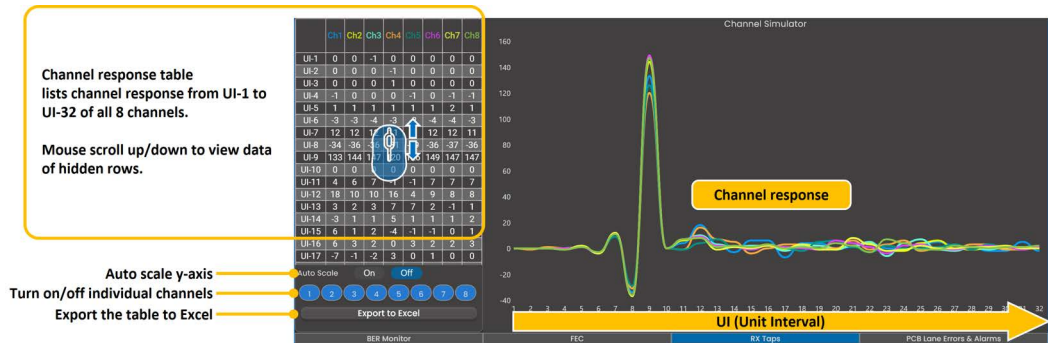 Channel Simulator
Ch1 Ch2 Ch3 Ch4 Ch5 Ch6 Ch7 Ch8
UI-1 0 0 -1 0 0 0 0 0
UI-2 0 0 0 -1 0 0 0 0
UI-3 0 0 0 1 0 0 0 0
UI-4 -1 0 0 0 -1 0 -1 -1
UI-5 1 1 1 1 1 1 2 1
UI-6 -3 -3 -4 -3 -4 -4 -3
UI-7 12 12 12 12 11
UI-8 -34 -36 -36 -37 -36
UI-9 133 144 149 147 147
UI-10 0 0 0 0 0 0
UI-11 4 6 7 -1 7 7 7
UI-12 18 10 10 16 4 9 8 8
UI-13 3 2 3 7 7 2 -1 1
UI-14 -3 1 1 5 1 1 1 2
UI-15 6 1 2 -4 -1 -1 0 1
UI-16 6 3 2 0 3 2 2 3
UI-17 -7 -1 -2 3 0 1 0 0
Channel response table
lists channel response from UI-1 to
UI-32 of all 8 channels.
Mouse scroll up/down to view data
of hidden rows.
Auto scale y-axis
Turn on/off individual channels
Export the table to Excel
Auto Scale On Off
1 2 3 4 5 6 7 8
Export to Excel
160
140
120
100
80
60
40
20
0
-20
-40
Channel response
1 2 3 4 5 6 7 8 9 10 11 12 13 14 15 16 17 18 19 20 21 22 23 24 25 26 27 28 29 30 31 32
UI (Unit Interval)
BER Monitor FEC RX Taps PCB Lane Errors & Alarms